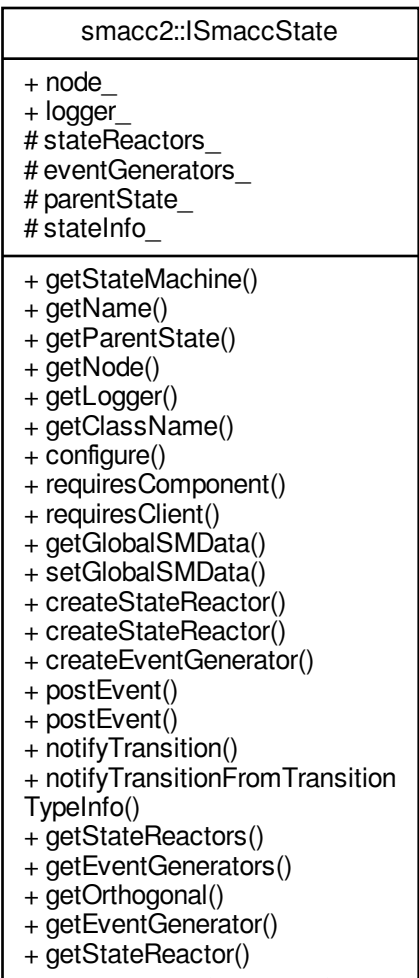 smacc2::ISmaccState
+ node_
+ logger_
# stateReactors_
# eventGenerators_
# parentState_
# stateInfo_
+ getStateMachine()
+ getName()
+ getParentState()
+ getNode()
+ getLogger()
+ getClassName()
+ configure()
+ requiresComponent()
+ requiresClient()
+ getGlobalSMData()
+ setGlobalSMData()
+ createStateReactor()
+ createStateReactor()
+ createEventGenerator()
+ postEvent()
+ postEvent()
+ notifyTransition()
+ notifyTransitionFromTransition
TypeInfo()
+ getStateReactors()
+ getEventGenerators()
+ getOrthogonal()
+ getEventGenerator()
+ getStateReactor()